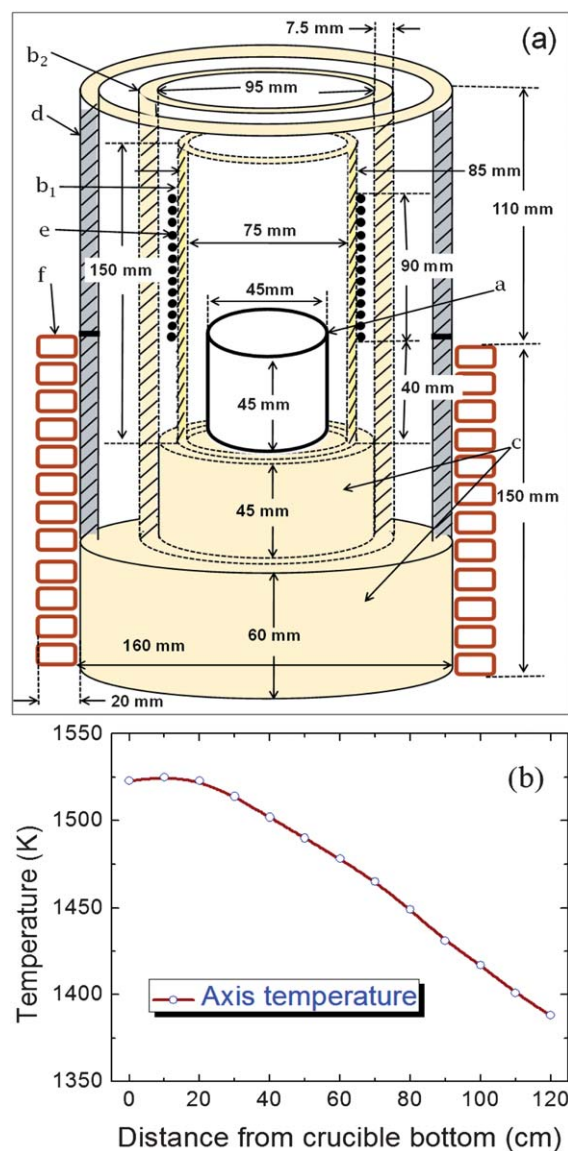 (a)
7.5 mm
b2
95 mm
d
b1
85 mm
e
110 mm
75 mm
90 mm
150 mm
f
45mm
a
40 mm
45 mm
c
150 mm
45 mm
60 mm
160 mm
20 mm
(b)
1550
1500
1450
1400
1350
Temperature (K)
Axis temperature
0 20 40 60 80 100 120
Distance from crucible bottom (cm)